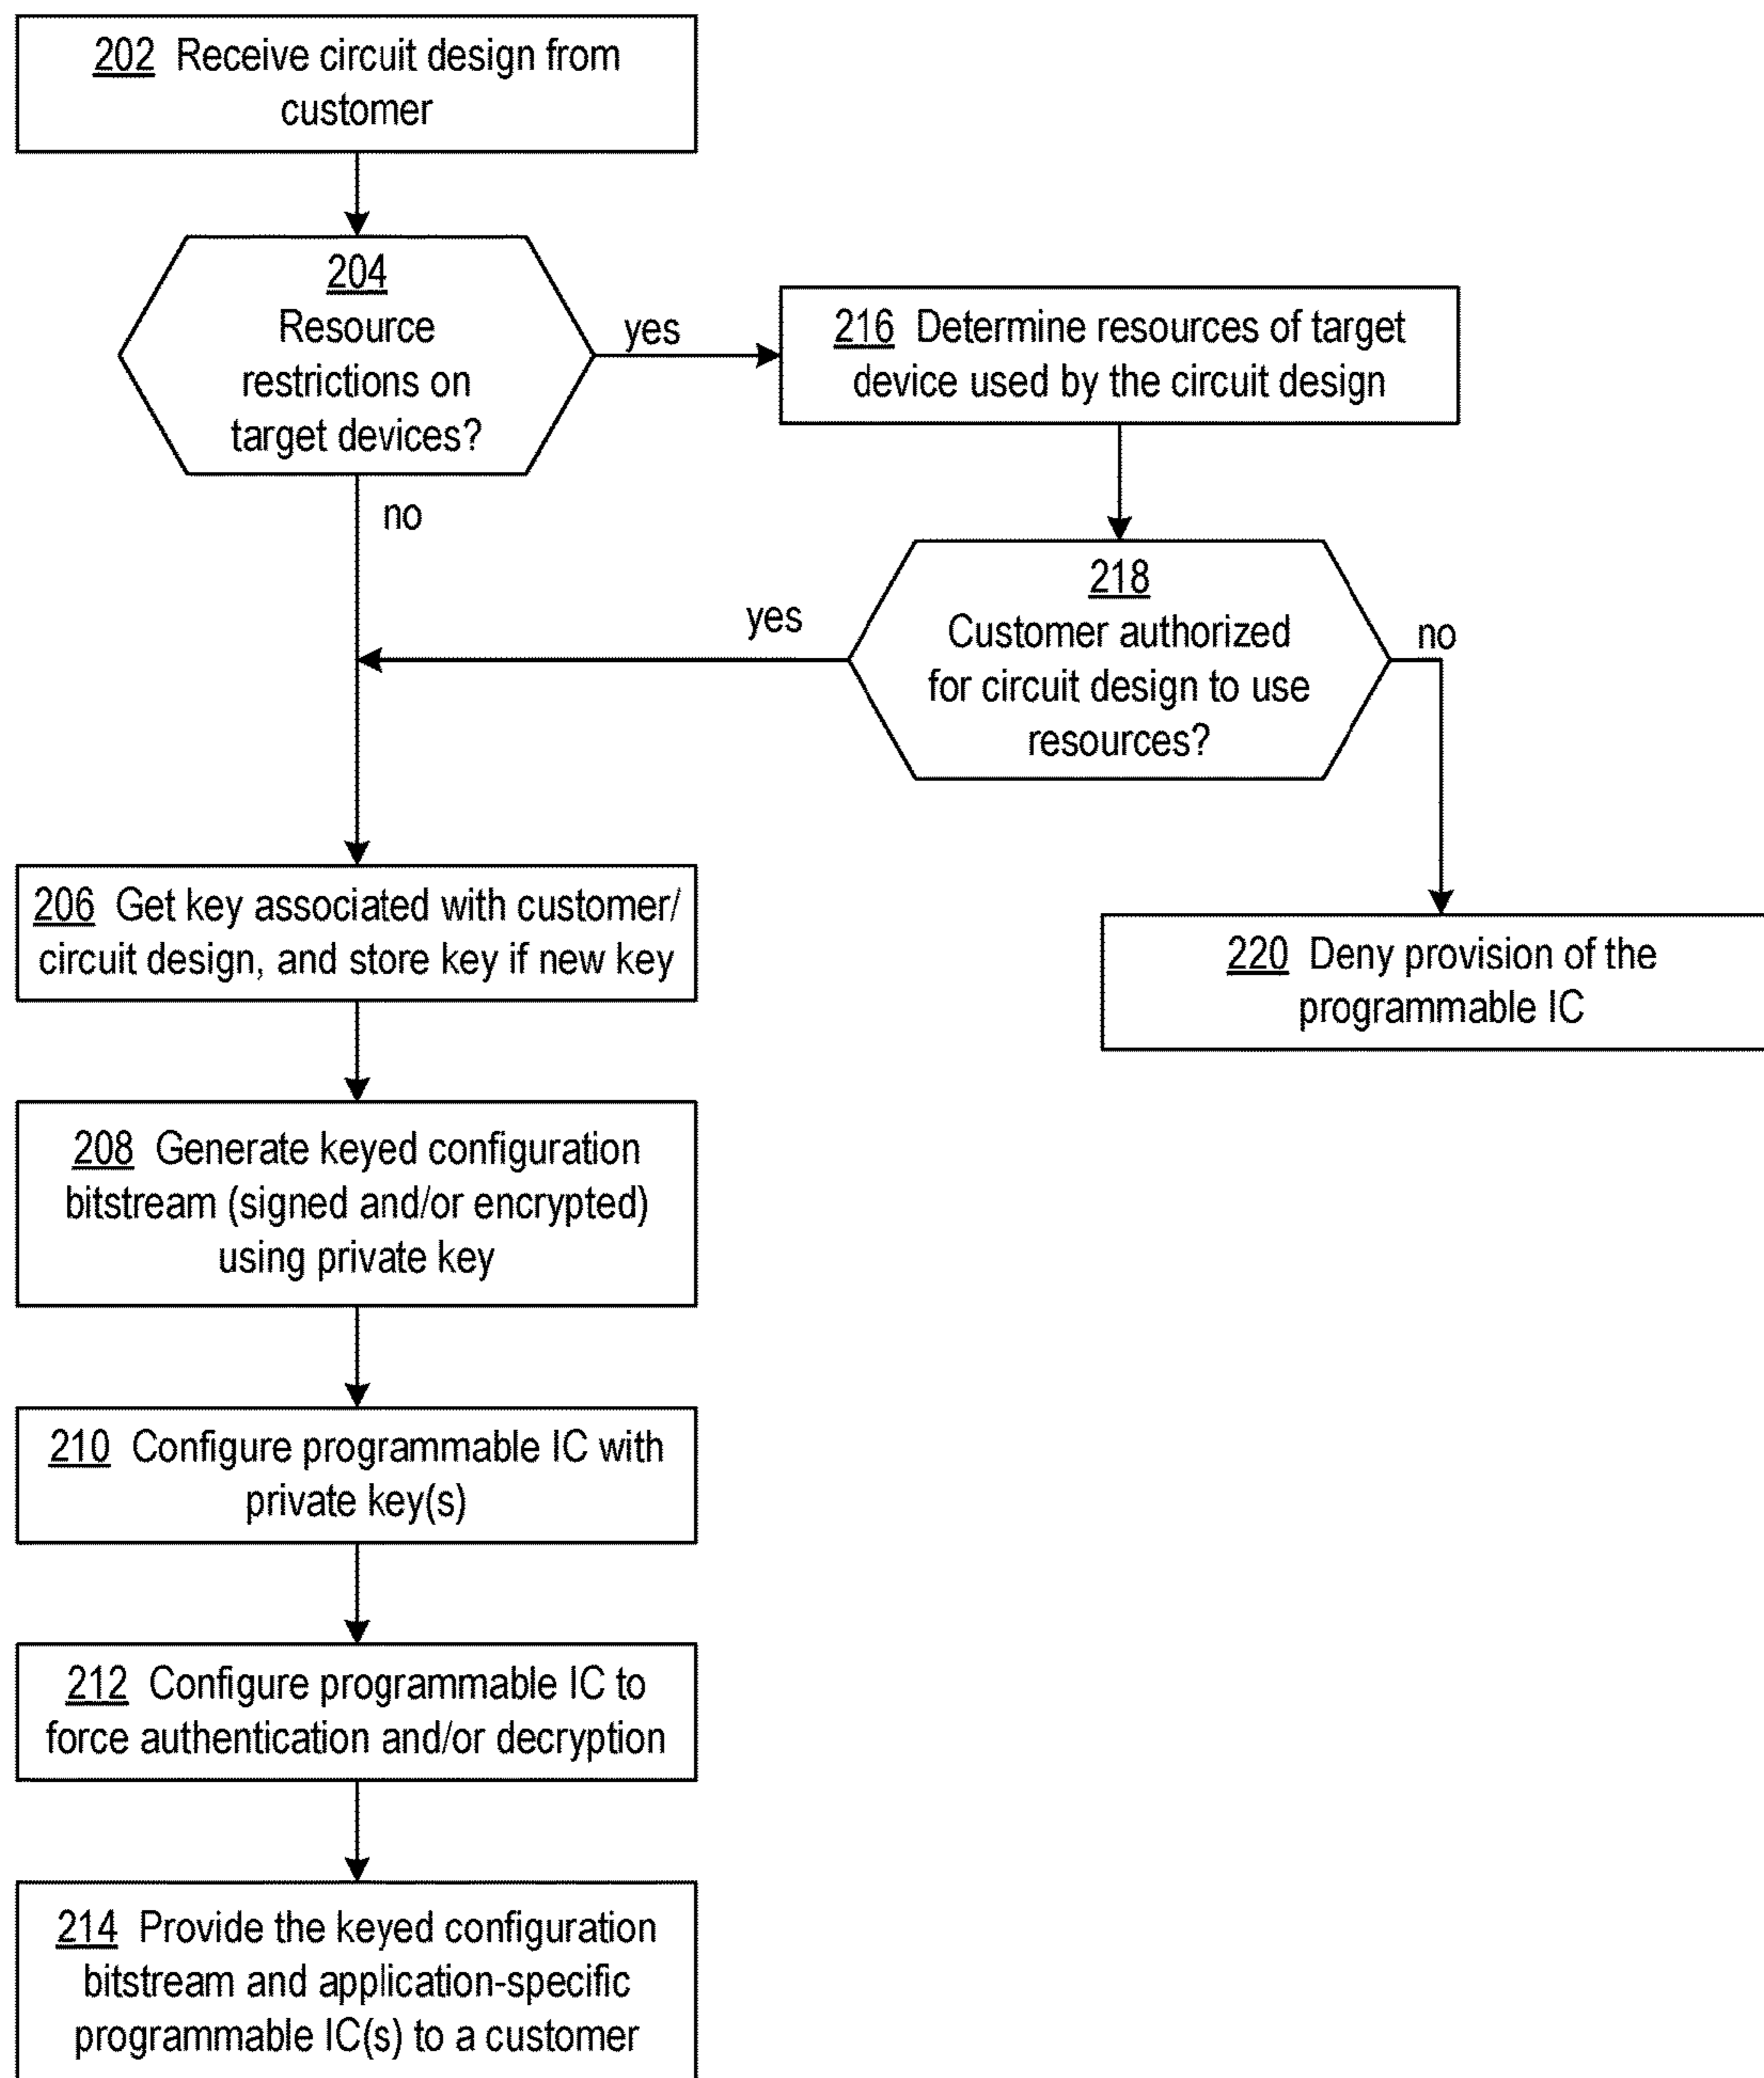 202 Receive circuit design from
customer
204
Resource
restrictions on
target devices?
yes
216 Determine resources of target
device used by the circuit design
no
218
Customer authorized
for circuit design to use
resources?
yes
no
206 Get key associated with customer/
circuit design, and store key if new key
220 Deny provision of the
programmable IC
208 Generate keyed configuration
bitstream (signed and/or encrypted)
using private key
210 Configure programmable IC with
private key(s)
212 Configure programmable IC to
force authentication and/or decryption
214 Provide the keyed configuration
bitstream and application-specific
programmable IC(s) to a customer